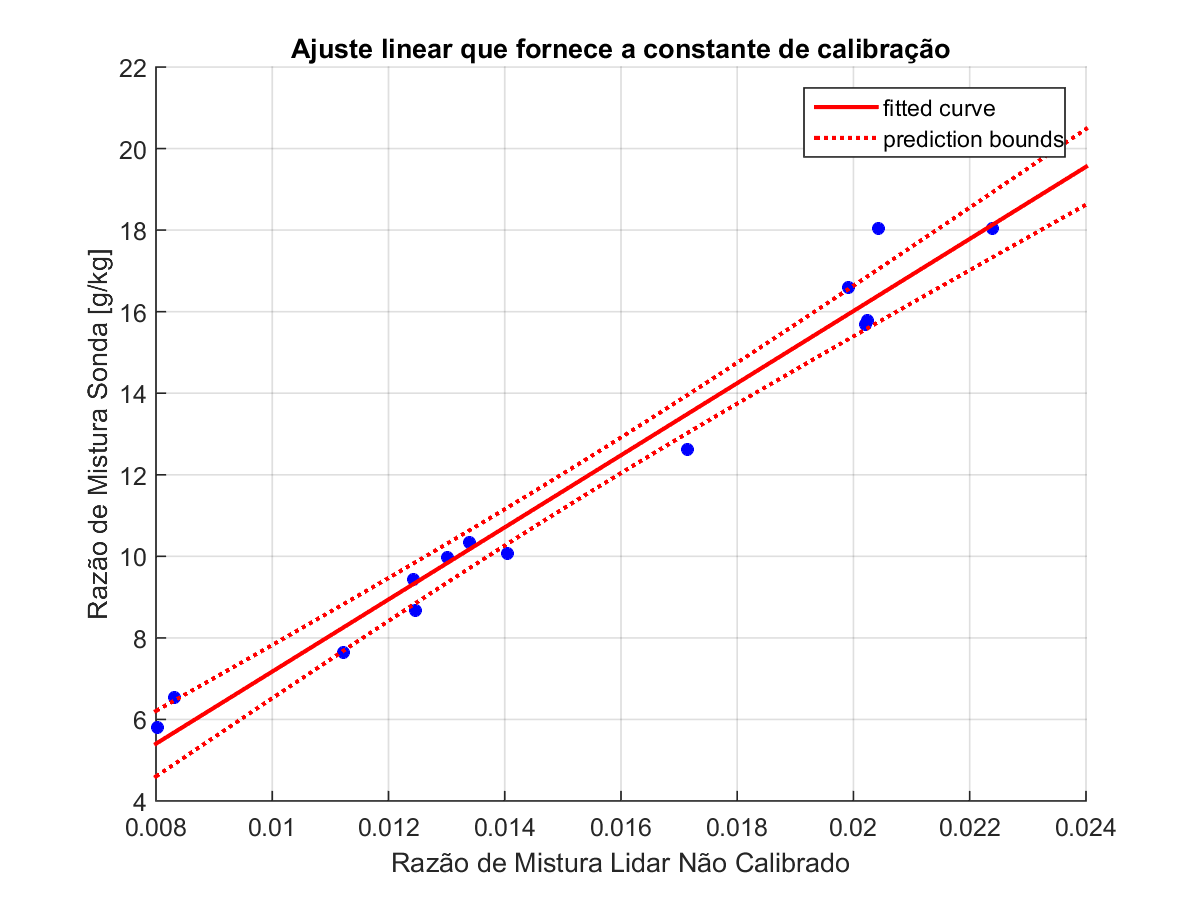 Ajuste linear que fornece a constante de calibração
22
20
18
16
14
12
10
8
6
4
Razão de Mistura Sonda [g/kg]
fitted curve
prediction bounds
0.008 0.01 0.012 0.014 0.016 0.018 0.02 0.022 0.024
Razão de Mistura Lidar Não Calibrado